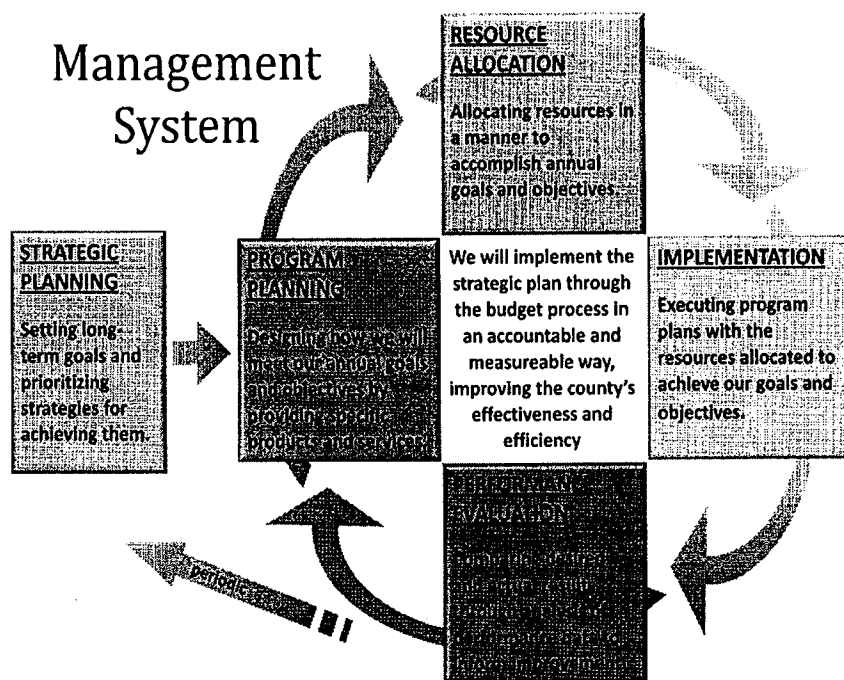 Management
System
RESOURCE
ALLOCATION
Allocating resources in
a manner to
accomplish annual
goals and objectives.
STRATEGIC
PLANNING
Setting long-
term goals and
prioritizing
strategies for
achieving them.
PROGRAM
PLANNING
Designing how we will
meet our annual goals
and objectives by
providing specific
products and services.
We will implement the
strategic plan through
the budget process in
an accountable and
measureable way,
improving the county's
effectiveness and
efficiency
IMPLEMENTATION
Executing program
plans with the
resources allocated to
achieve our goals and
objectives.
PERFORMANCE
EVALUATION
periodic